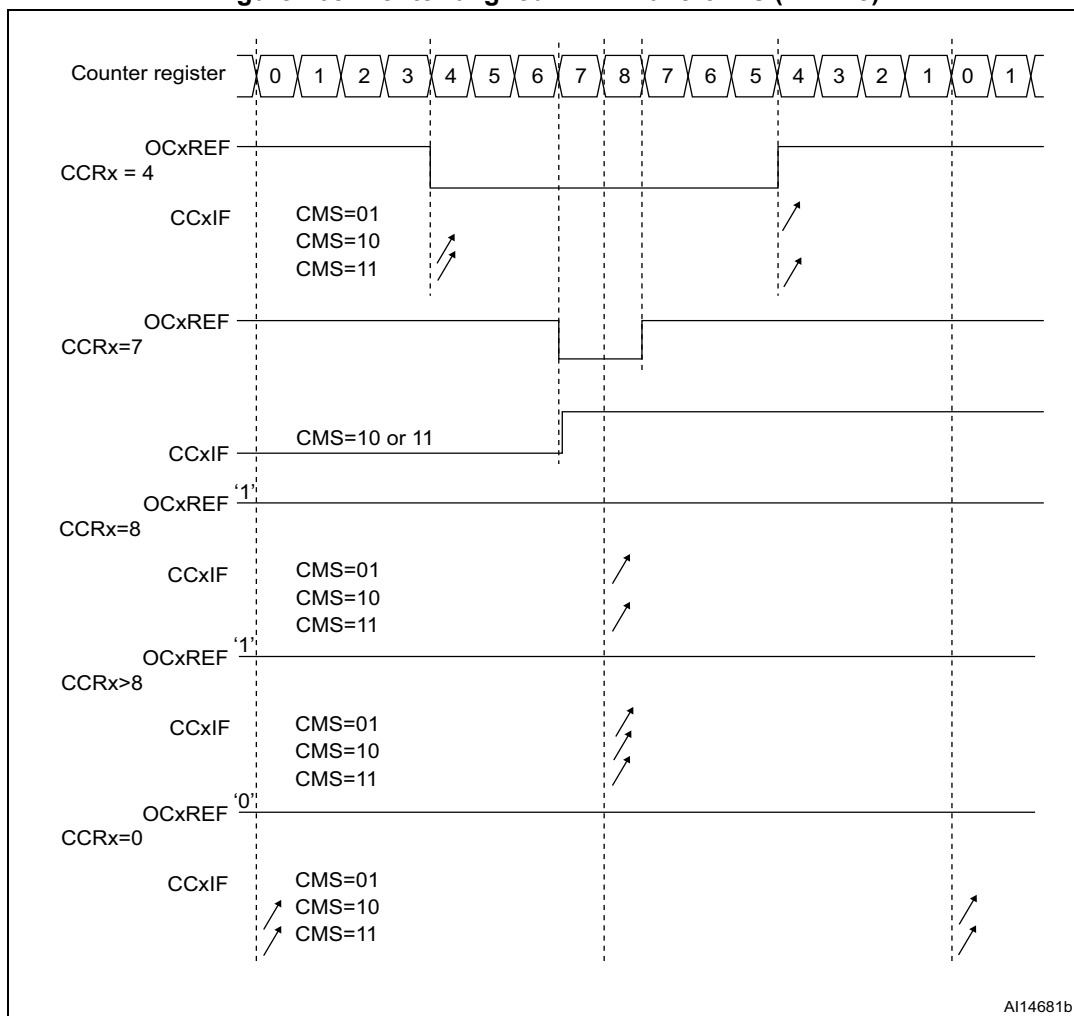 Counter register 0 1 2 3 4 5 6 7 8 7 6 5 4 3 2 1 0 1
OCxREF
CCRx = 4
CCxIF CMS=01
CMS=10
CMS=11
OCxREF
CCRx=7
CMS=10 or 11
CCxIF
OCxREF '1'
CCRx=8
CCxIF CMS=01
CMS=10
CMS=11
OCxREF '1'
CCRx>8
CCxIF CMS=01
CMS=10
CMS=11
OCxREF '0'
CCRx=0
CCxIF CMS=01
CMS=10
CMS=11
AI14681b